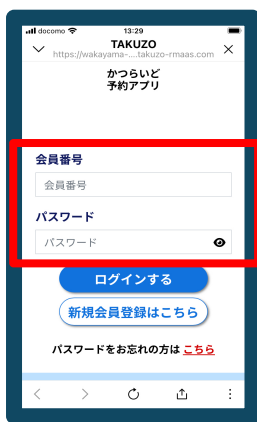 docomo 13:29
TAKUZO
https://wakayama-....takuzo-rmaas.com
かつらいど
予約アプリ
会員番号
会員番号
パスワード
パスワード
ログインする
新規会員登録はこちら
パスワードをお忘れの方は こちら